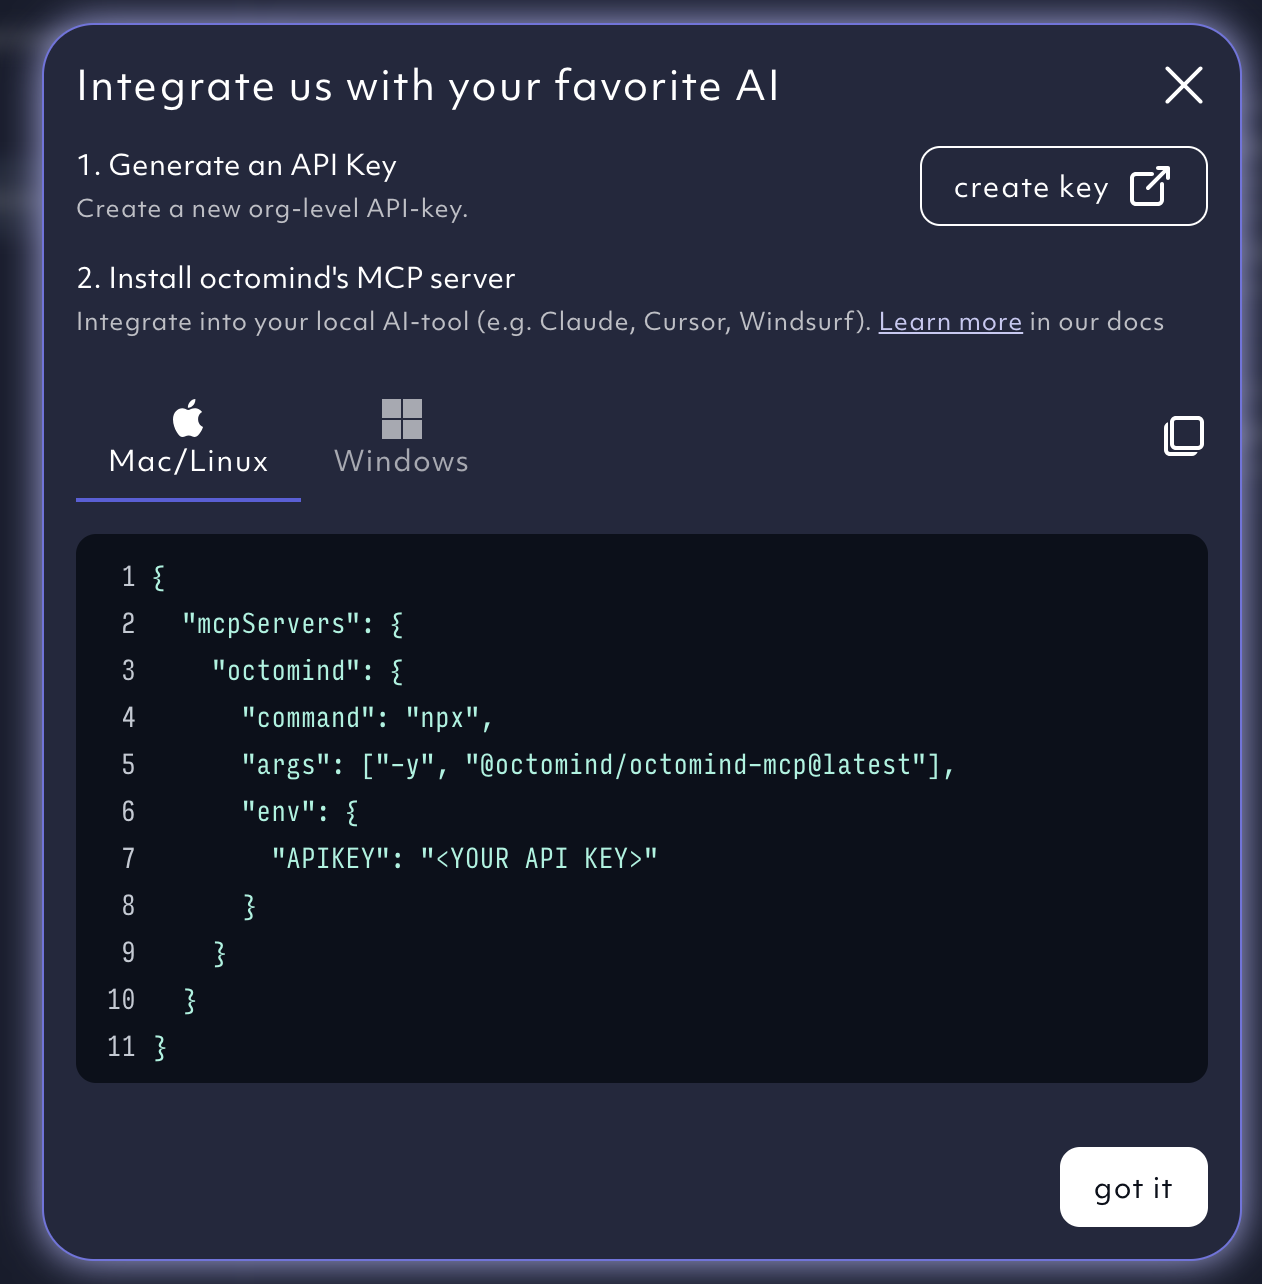 Integrate us with your favorite AI
1. Generate an API Key
Create a new org-level API-key.
create key
2. Install octomind's MCP server
Integrate into your local AI-tool (e.g. Claude, Cursor, Windsurf). Learn more in our docs
Mac/Linux
Windows
1 {
2   "mcpServers": {
3     "octomind": {
4       "command": "npx",
5       "args": ["-y", "@octomind/octomind-mcp@latest"],
6       "env": {
7         "APIKEY": "<YOUR API KEY>"
8       }
9     }
10   }
11 }
got it